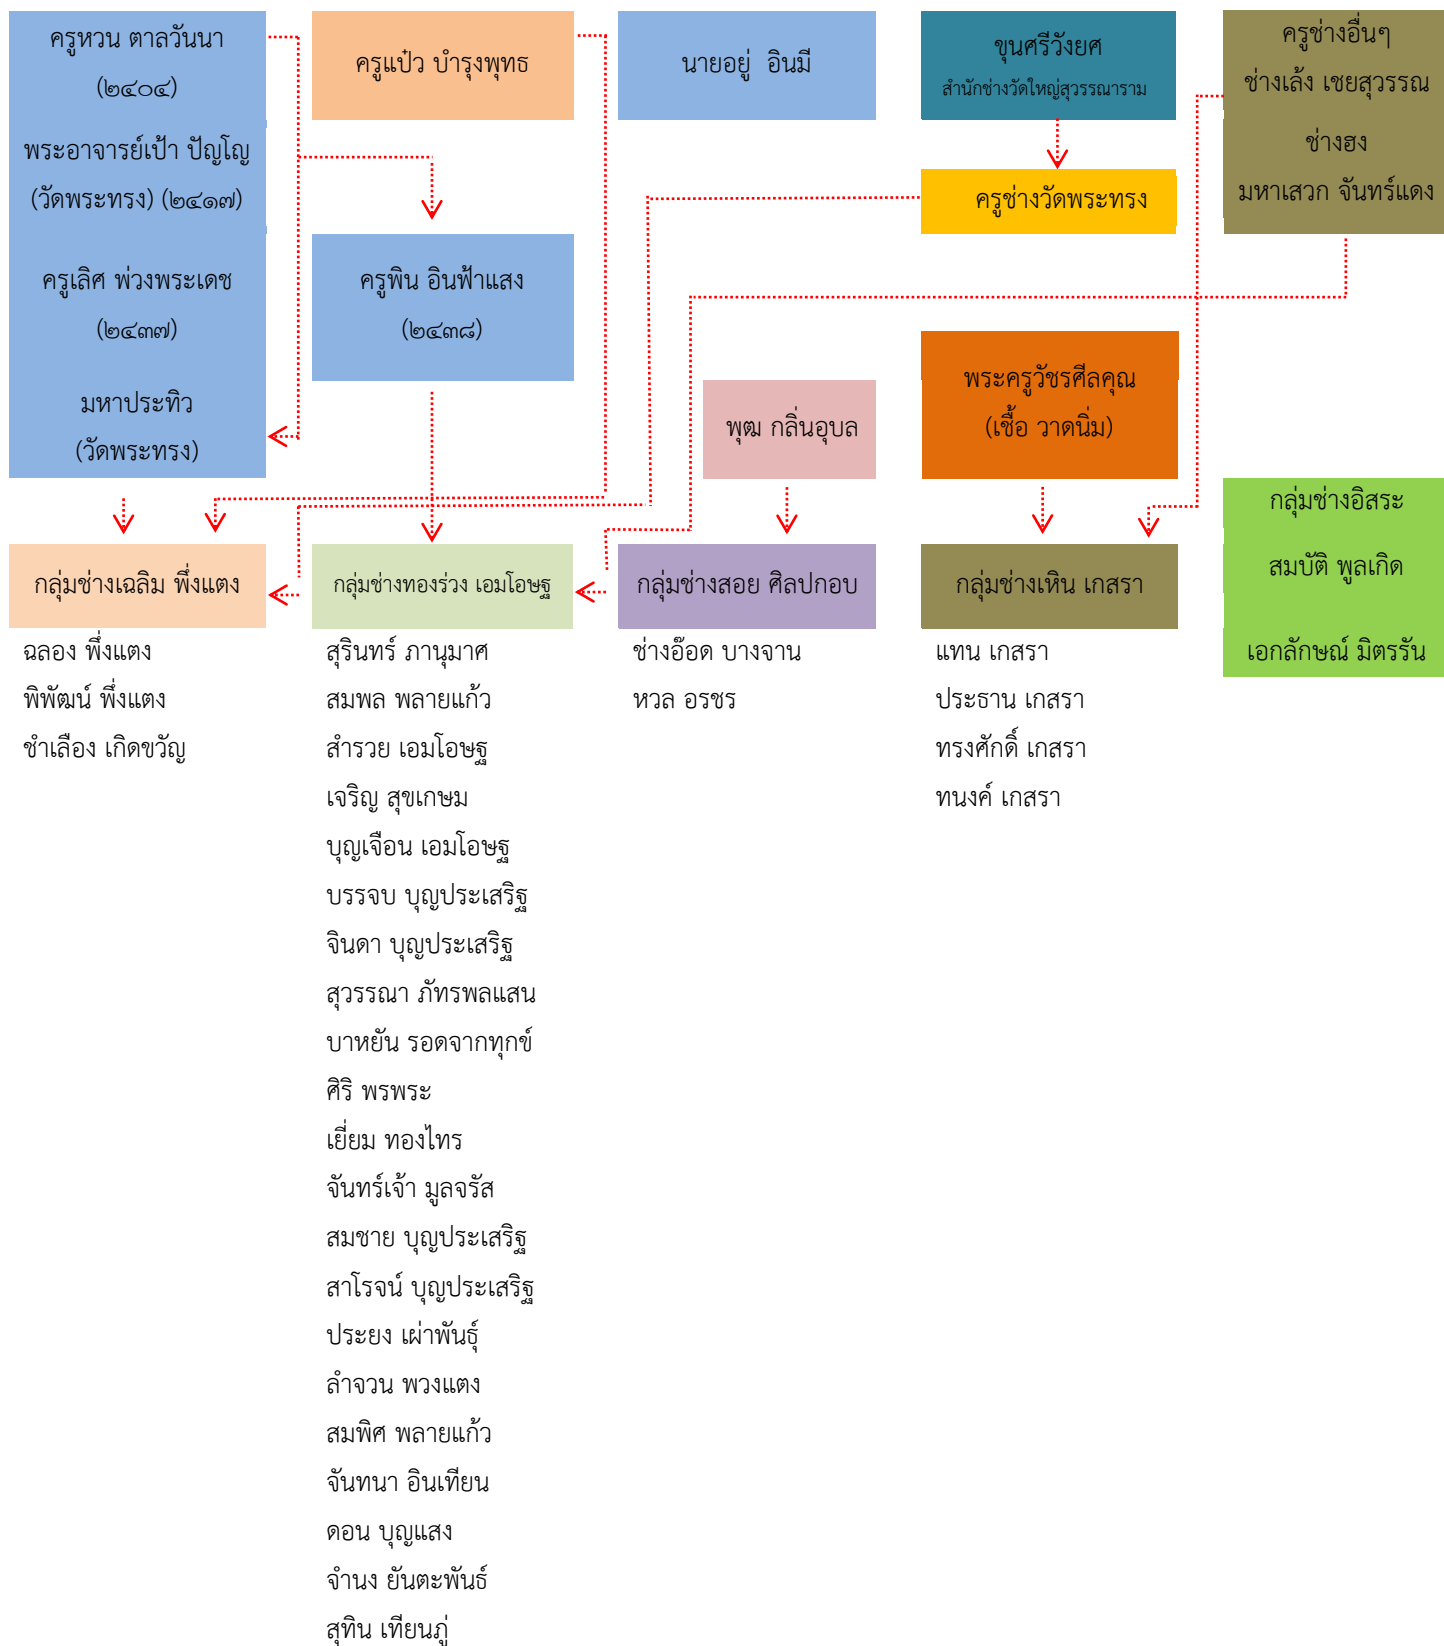 ครูหวน ตาลวันนา
(๒๔๐๔)
พระอาจารย์เป้า ปัญโญ
(วัดพระทรง) (๒๔๑๗)
ครูเลิศ พ่วงพระเดช
(๒๔๓๗)
มหาประทิว
(วัดพระทรง)
ครูแป๋ว บำรุงพุทธ
นายอยู่ อินมี
ขุนศรีวังยศ
สำนักช่างวัดใหญ่สุวรรณาราม
ครูช่างอื่นๆ
ช่างเล้ง เชยสุวรรณ
ช่างฮง
มหาเสวก จันทร์แดง
ครูช่างวัดพระทรง
ครูพิน อินฟ้าแสง
(๒๔๓๘)
พุฒ กลิ่นอุบล
พระครูวัชรศีลคุณ
(เชื้อ วาดนิ่ม)
กลุ่มช่างอิสระ
สมบัติ พูลเกิด
เอกลักษณ์ มิตรรัน
กลุ่มช่างเฉลิม พึ่งแตง
ฉลอง พึ่งแตง
พิพัฒน์ พึ่งแตง
ชำเลือง เกิดขวัญ
กลุ่มช่างทองร่วง เอมโอษฐ
สุรินทร์ ภานุมาศ
สมพล พลายแก้ว
สำรวย เอมโอษฐ
เจริญ สุขเกษม
บุญเจือน เอมโอษฐ
บรรจบ บุญประเสริฐ
จินดา บุญประเสริฐ
สุวรรณา ภัทรพลแสน
บาหยัน รอดจากทุกข์
ศิริ พรพระ
เยี่ยม ทองไทร
จันทร์เจ้า มูลจรัส
สมชาย บุญประเสริฐ
สาโรจน์ บุญประเสริฐ
ประยง เผ่าพันธุ์
ลำจวน พวงแตง
สมพิศ พลายแก้ว
จันทนา อินเทียน
ดอน บุญแสง
จำนง ยันตะพันธ์
สุทิน เทียนภู่
กลุ่มช่างสอย ศิลปกอบ
ช่างอ๊อด บางจาน
หวล อรชร
กลุ่มช่างเหิน เกสรา
แทน เกสรา
ประธาน เกสรา
ทรงศักดิ์ เกสรา
ทนงค์ เกสรา